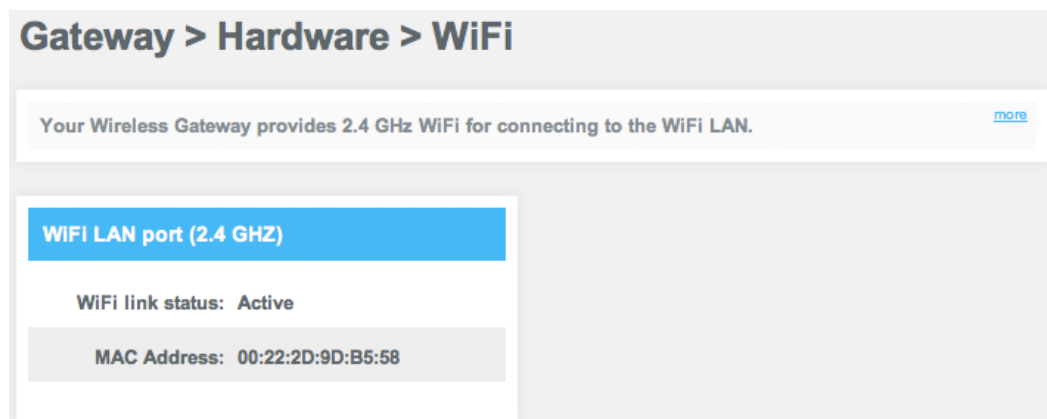 Gateway > Hardware > WiFi
Your Wireless Gateway provides 2.4 GHz WiFi for connecting to the WiFi LAN.
more
WiFI LAN port (2.4 GHZ)
WiFi link status: Active
MAC Address: 00:22:2D:9D:B5:58